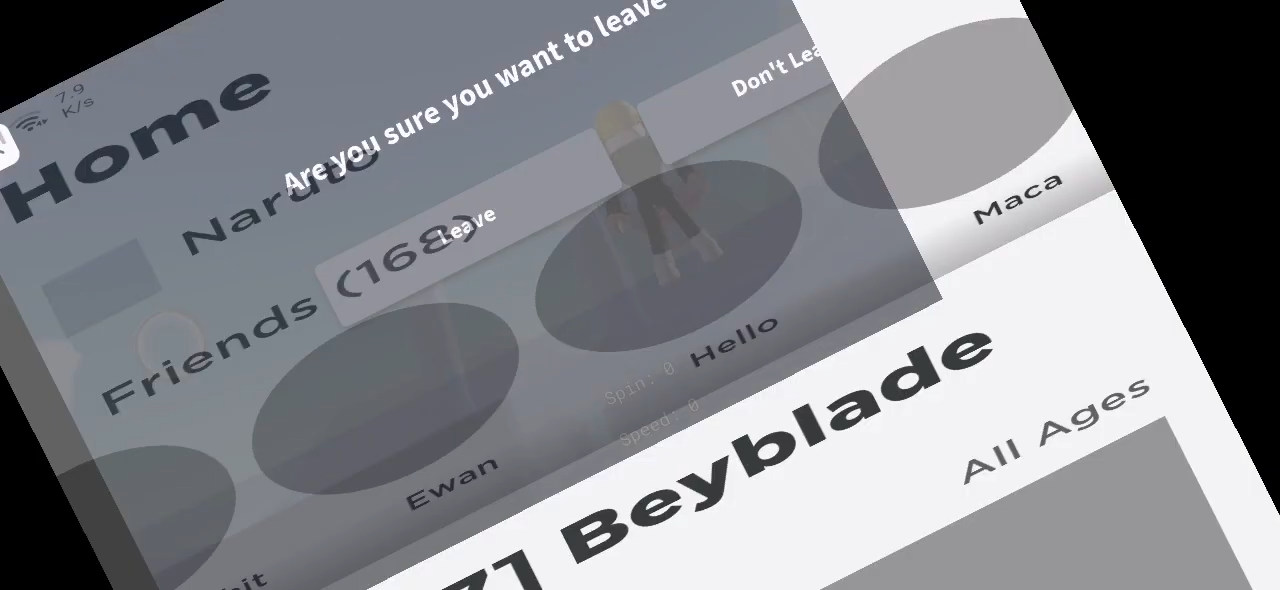 7.9
K/s
Home
Are you sure you want to leave
Naruto
Leave
Don't Lea
Friends (168)
Ewan
Hello
Maca
Spin: 0
Speed: 0
Beyblade
All Ages